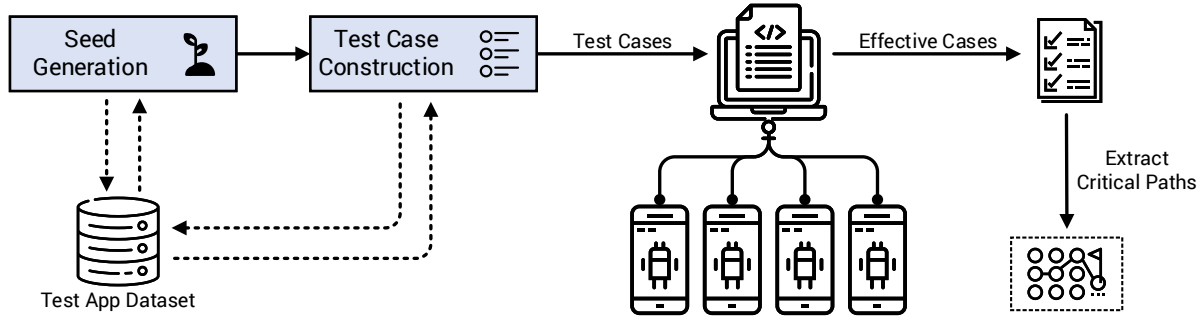 Seed
Generation
Test Case
Construction
Test Cases
</>
Effective Cases
Extract
Critical Paths
Test App Dataset